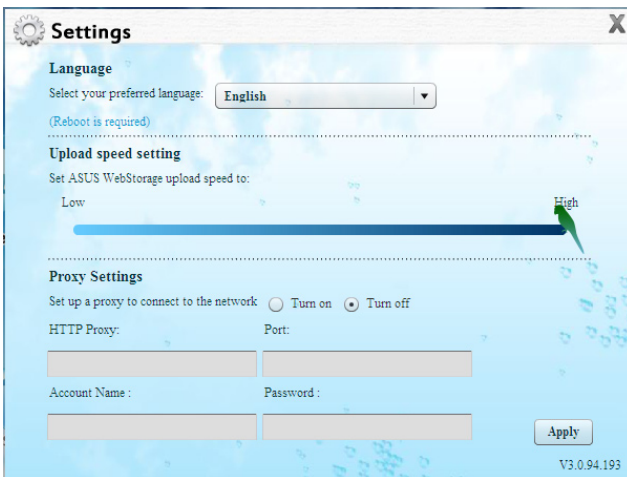 Settings
X
Language
Select your preferred language: English
(Reboot is required)
Upload speed setting
Set ASUS WebStorage upload speed to:
Low High
Proxy Settings
Set up a proxy to connect to the network Turn on Turn off
HTTP Proxy: Port:
Account Name : Password :
Apply
V3.0.94.193